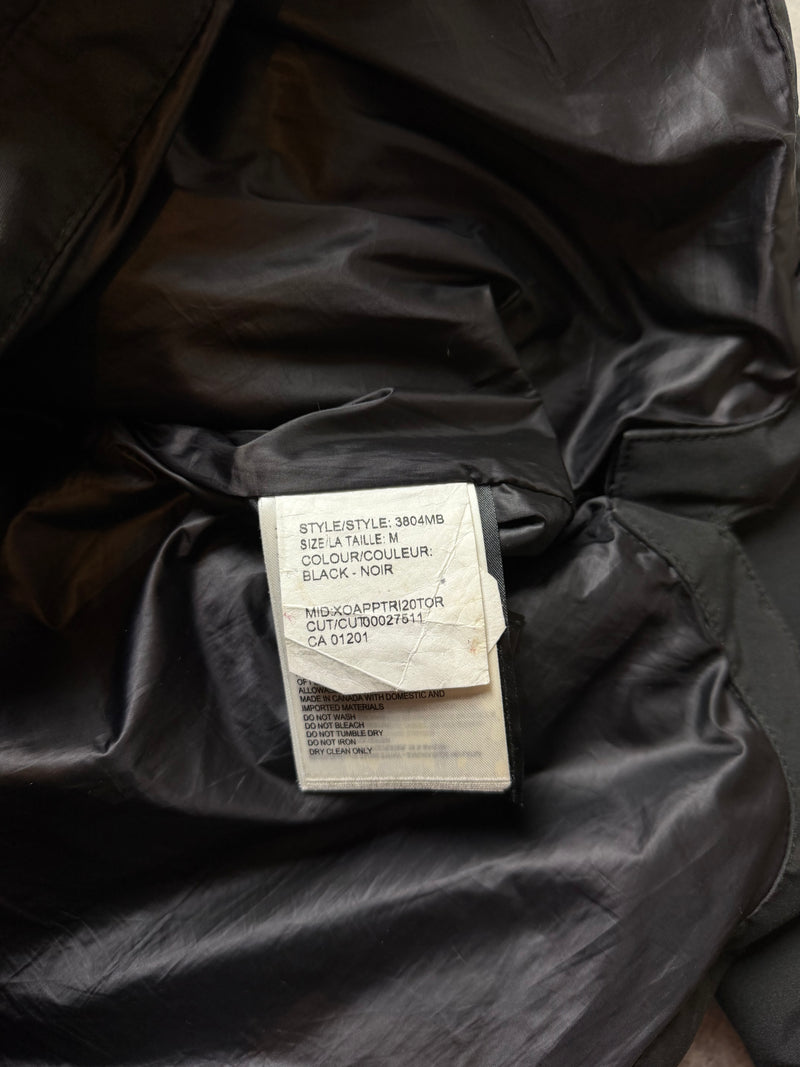 STYLE/STYLE: 3804MB
SIZE/LA TAILLE: M
COLOUR/COULEUR:
BLACK - NOIR
MID:XOAPPTRI20TOR
CUT/CUT00027511
CA 01201
MADE IN CANADA WITH DOMESTIC AND
IMPORTED MATERIALS
DO NOT WASH
DO NOT BLEACH
DO NOT TUMBLE DRY
DO NOT IRON
DRY CLEAN ONLY